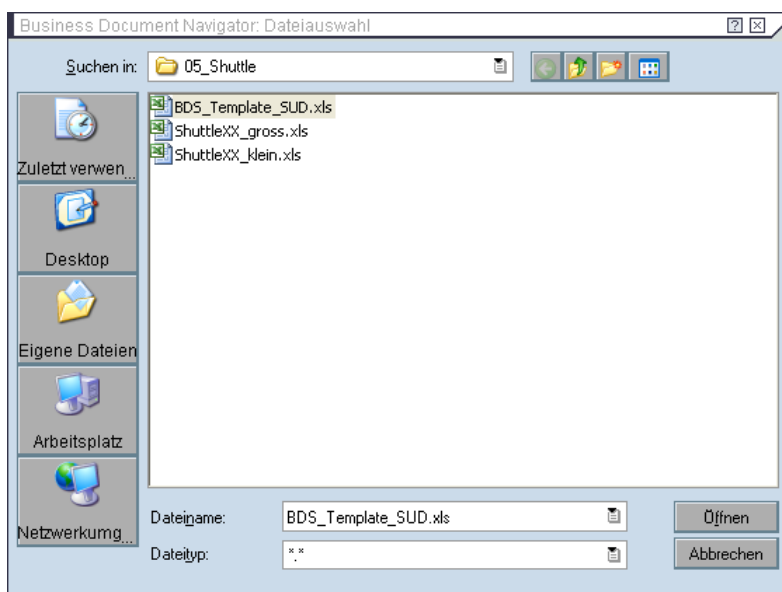 Business Document Navigator: Dateiauswahl
Suchen in: 05_Shuttle
BDS_Template_SUD.xls
ShuttleXX_gross.xls
ShuttleXX_klein.xls
Zuletzt verwen...
Desktop
Eigene Dateien
Arbeitsplatz
Netzwerkumg...
Dateiname: BDS_Template_SUD.xls
Öffnen
Dateityp: *.*
Abbrechen